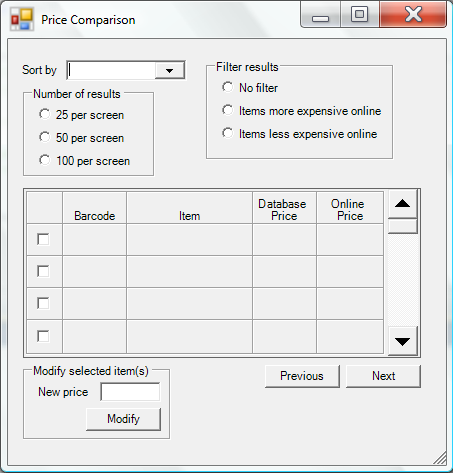 Price Comparison
Sort by
Filter results
No filter
Items more expensive online
Items less expensive online
Number of results
25 per screen
50 per screen
100 per screen
Barcode Item Database Price Online Price
Modify selected item(s)
New price
Modify
Previous Next